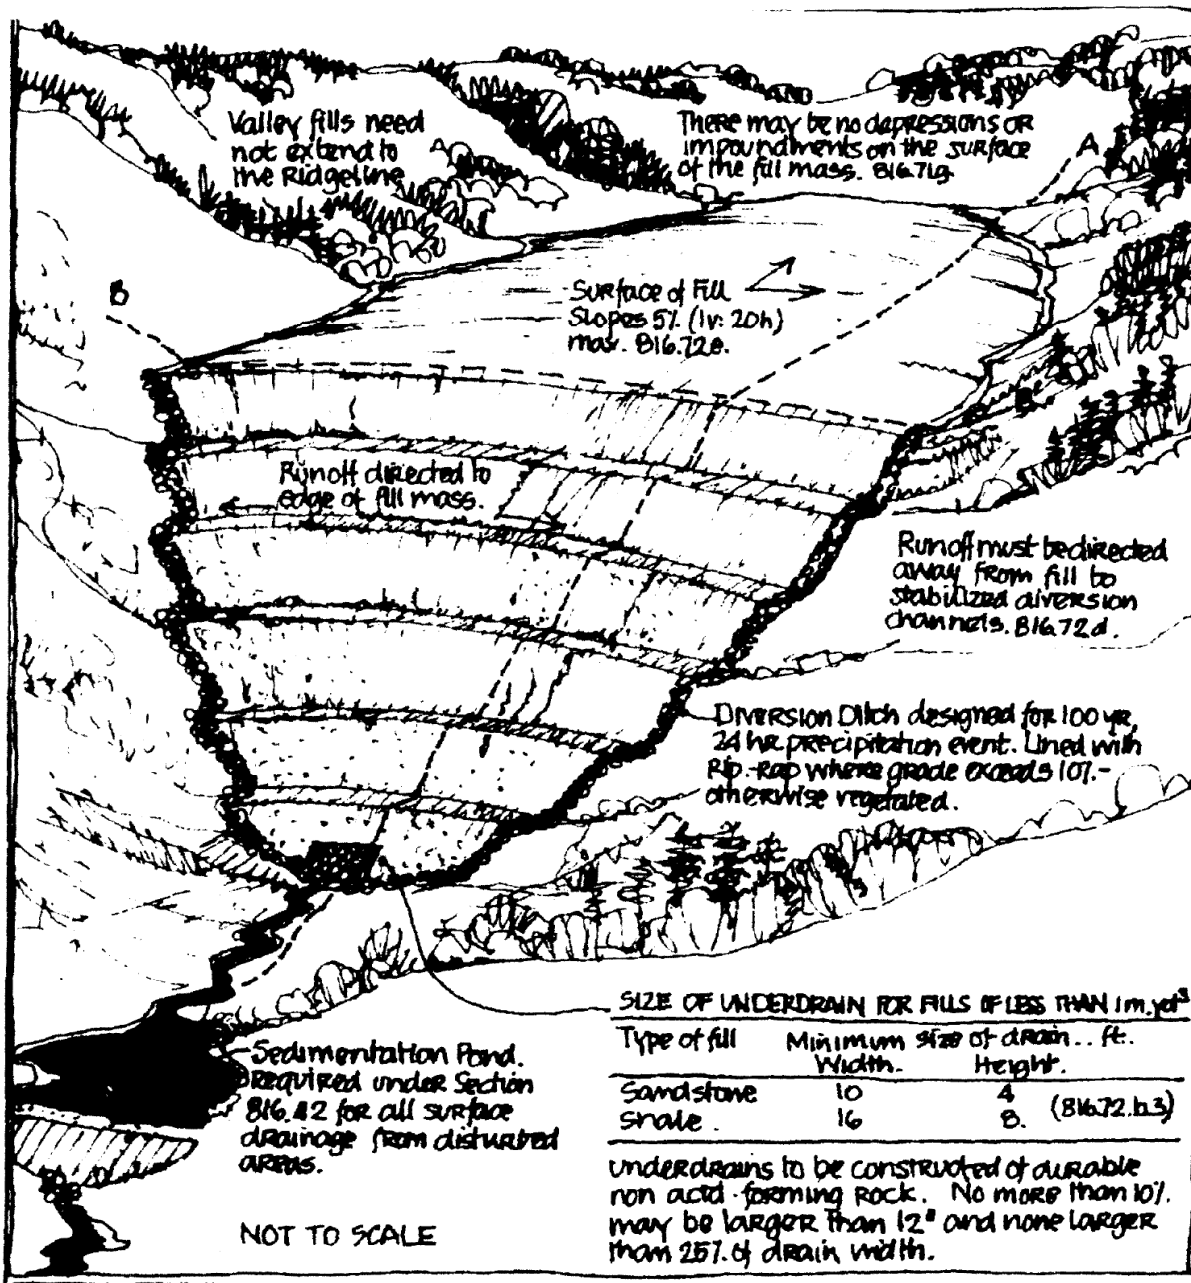 Valley fills need
not extend to
the Ridgeline
There may be no depressions or
impoundments on the surface
of the fill mass. 816.71g.
A
B
Surface of Fill
Slopes 5% (1v: 20h)
max. 816.72e.
Runoff directed to
edge of fill mass.
Runoff must be directed
away from fill to
stabilized diversion
channels. 816.72d.
Diversion Ditch designed for 100 yr,
24 hr precipitation event. Lined with
Rip-Rap where grade exceeds 10%-
otherwise vegetated.
SIZE OF UNDERDRAIN FOR FILLS OF LESS THAN 1m.yd³
Type of fill Minimum size of drain.. ft.
Width. Height.
Sandstone 10 4
Shale. 16 8. (816.72.b.3)
Sedimentation Pond.
Required under Section
816.42 for all surface
drainage from disturbed
areas.
underdrains to be constructed of durable
non acid-forming rock. No more than 10%
may be larger than 12" and none larger
than 25% of drain width.
NOT TO SCALE